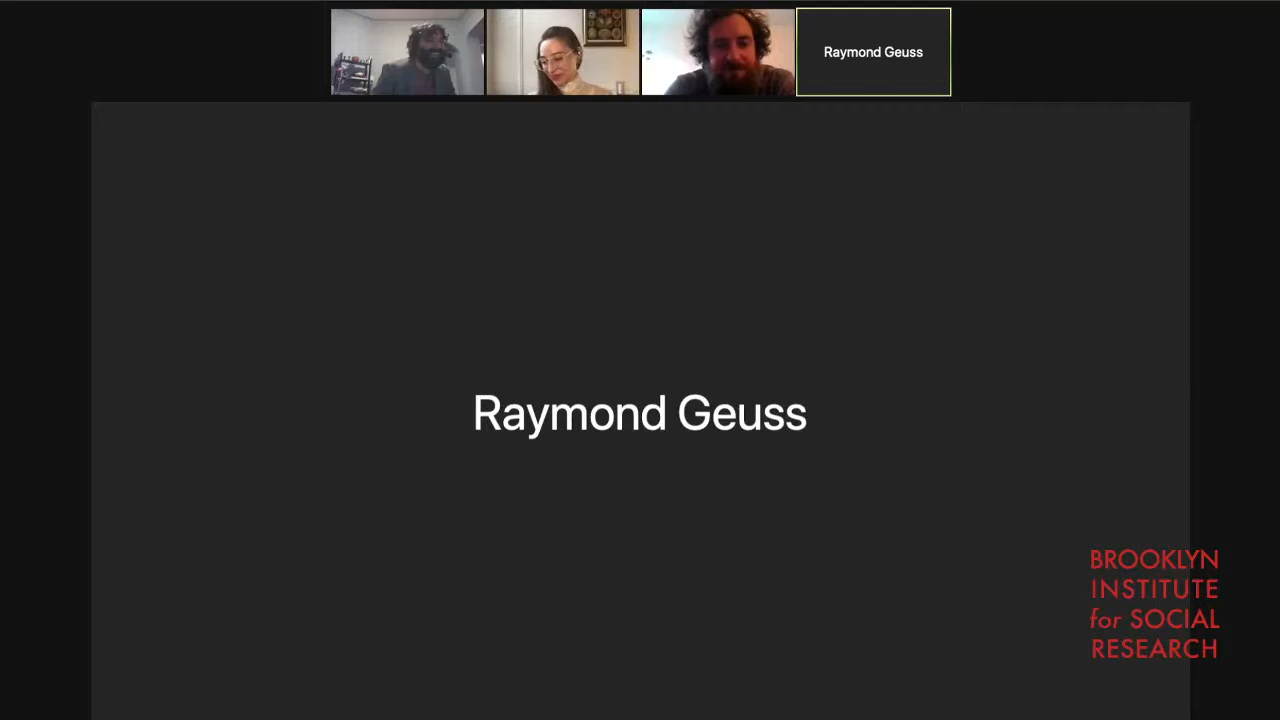 Raymond Geuss
Raymond Geuss
BROOKLYN
INSTITUTE
for SOCIAL
RESEARCH